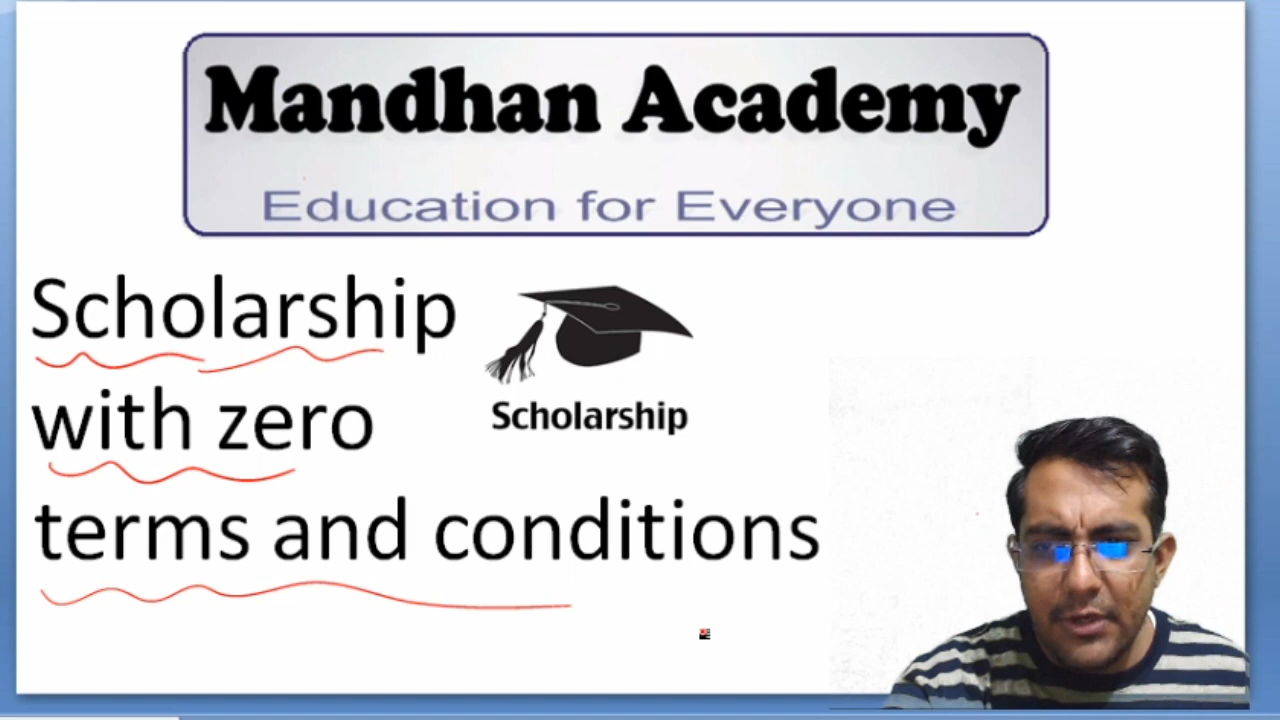 Mandhan Academy
Education for Everyone
Scholarship
with zero
terms and conditions
Scholarship